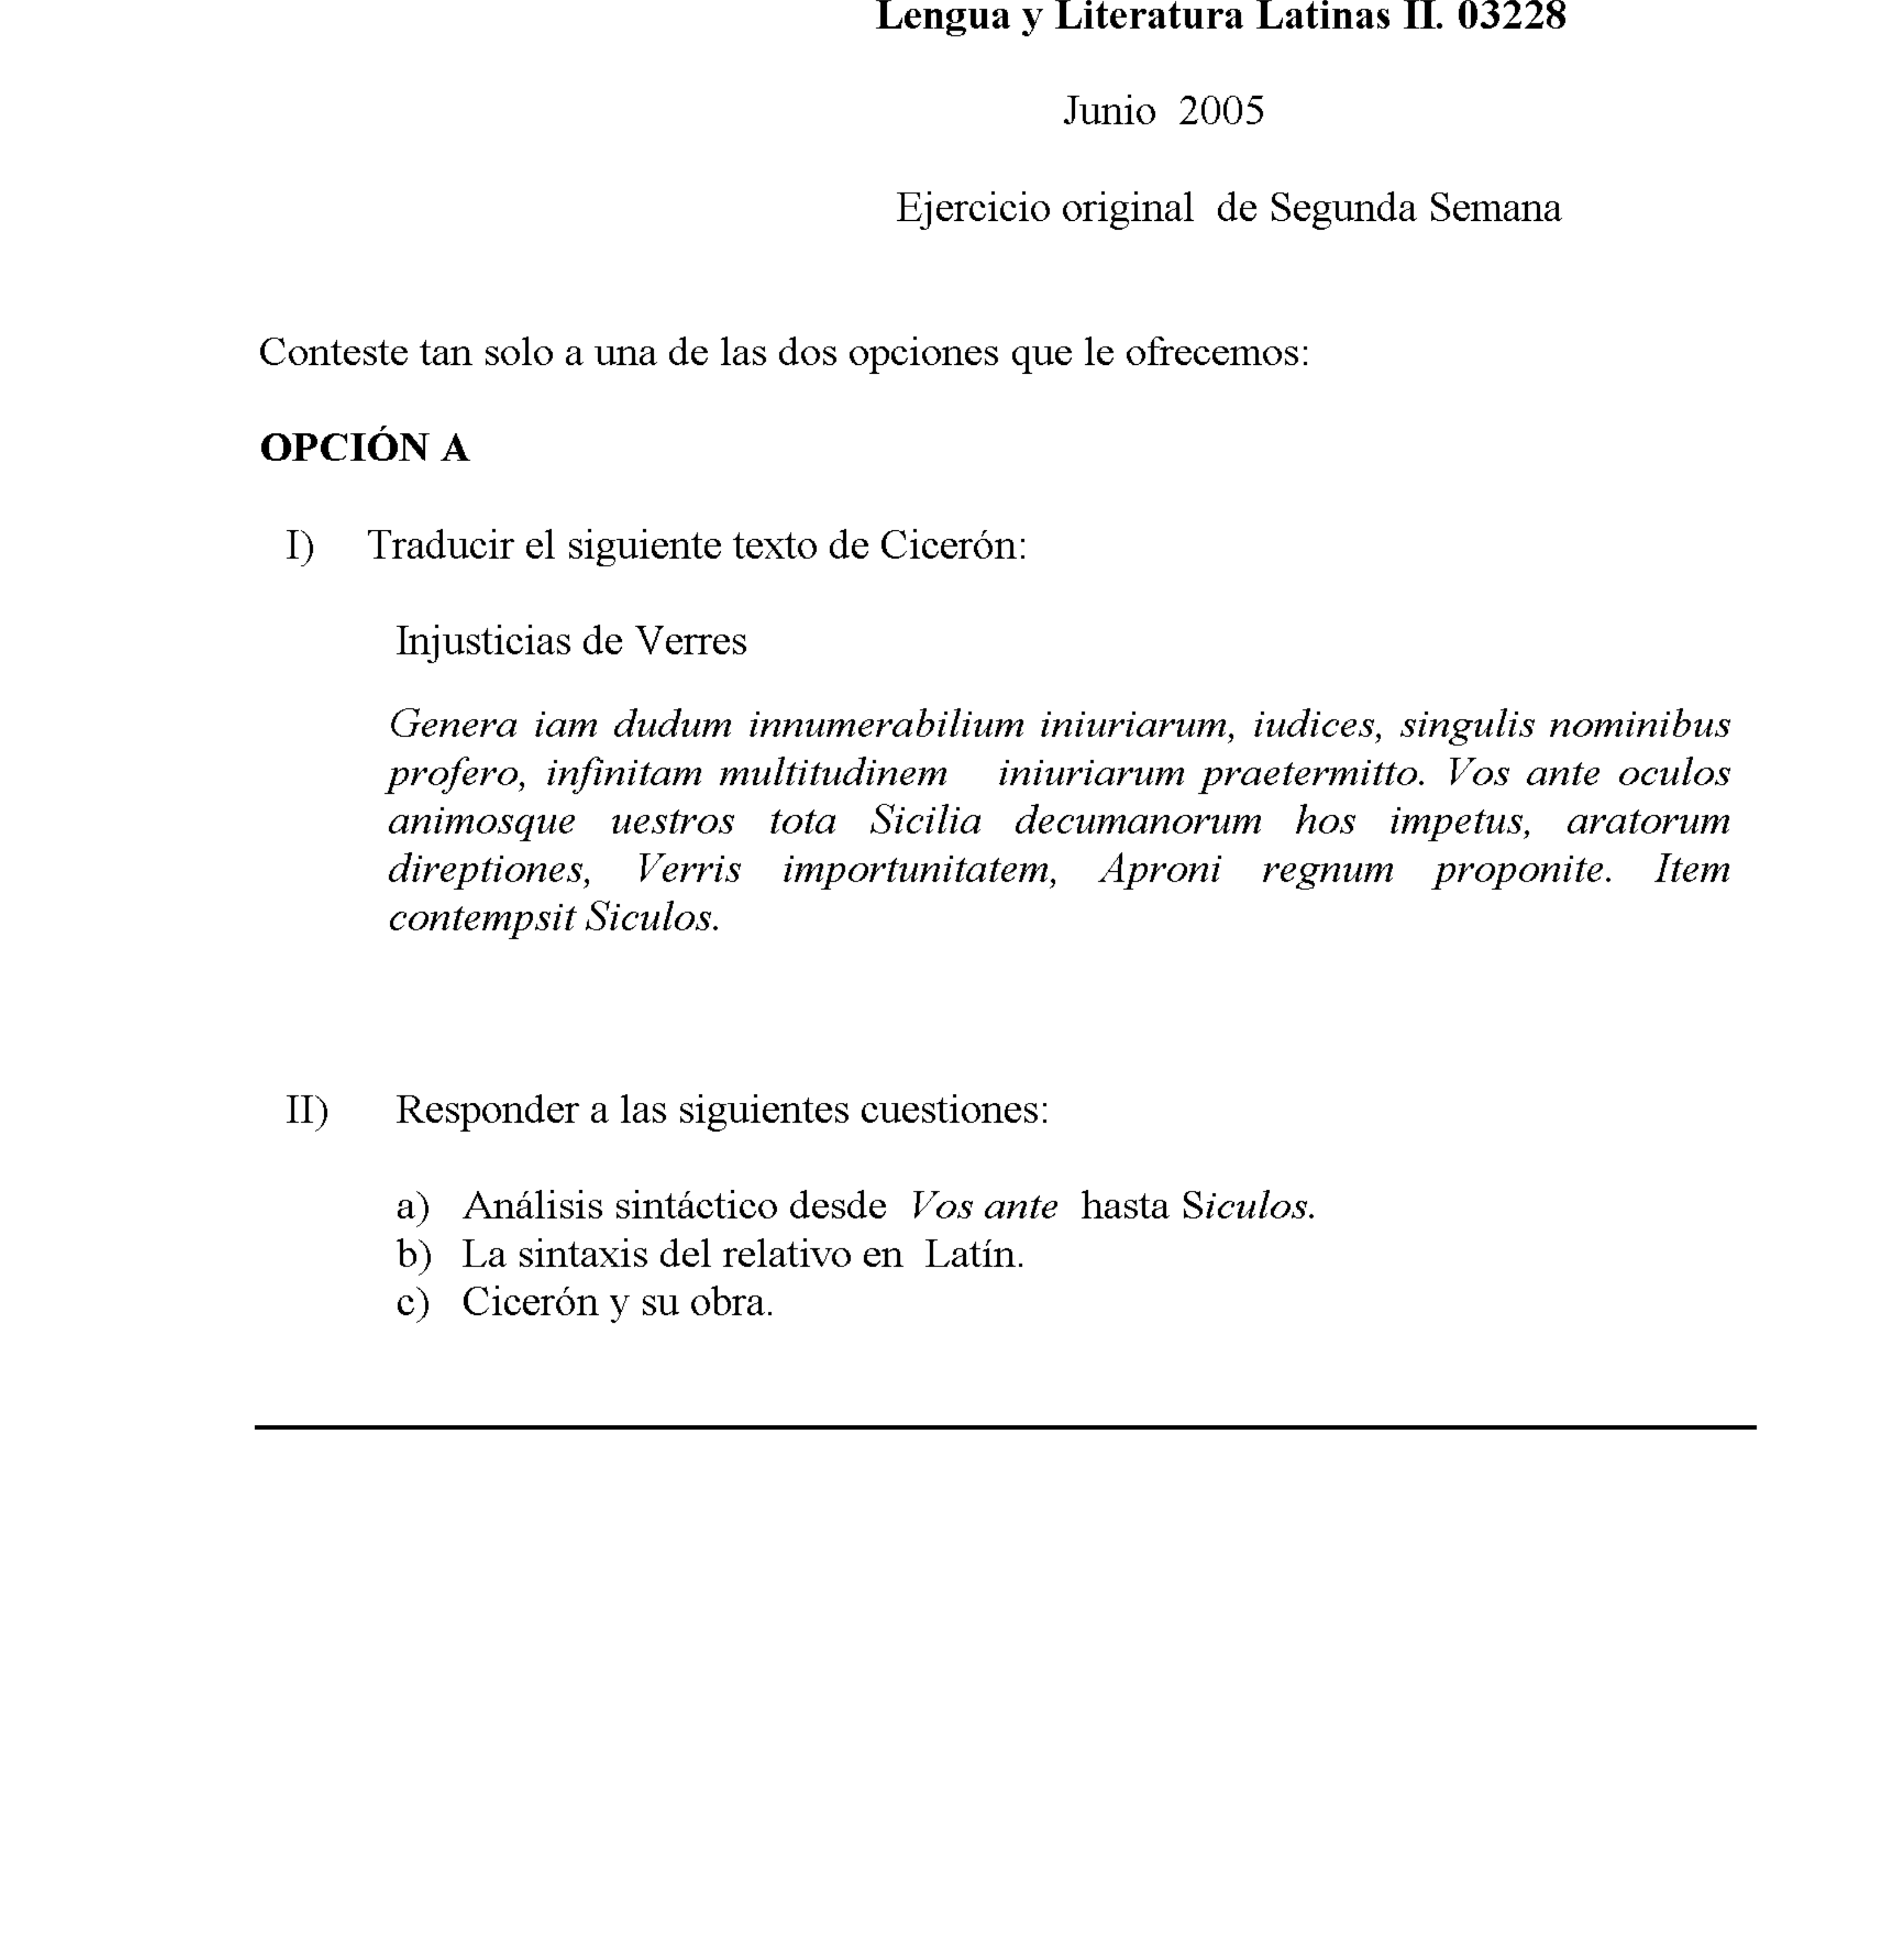 Lengua y Literatura Latinas II. 03228
Junio 2005
Ejercicio original de Segunda Semana
Conteste tan solo a una de las dos opciones que le ofrecemos:
OPCIÓN A
I) Traducir el siguiente texto de Cicerón:
Injusticias de Verres
Genera iam dudum innumerabilium iniuriarum, iudices, singulis nominibus
profero, infinitam multitudinem iniuriarum praetermitto. Vos ante oculos
animosque uestros tota Sicilia decumanorum hos impetus, aratorum
direptiones, Verris importunitatem, Aproni regnum proponite. Item
contempsit Siculos.
II) Responder a las siguientes cuestiones:
a) Análisis sintáctico desde Vos ante hasta Siculos.
b) La sintaxis del relativo en Latín.
c) Cicerón y su obra.